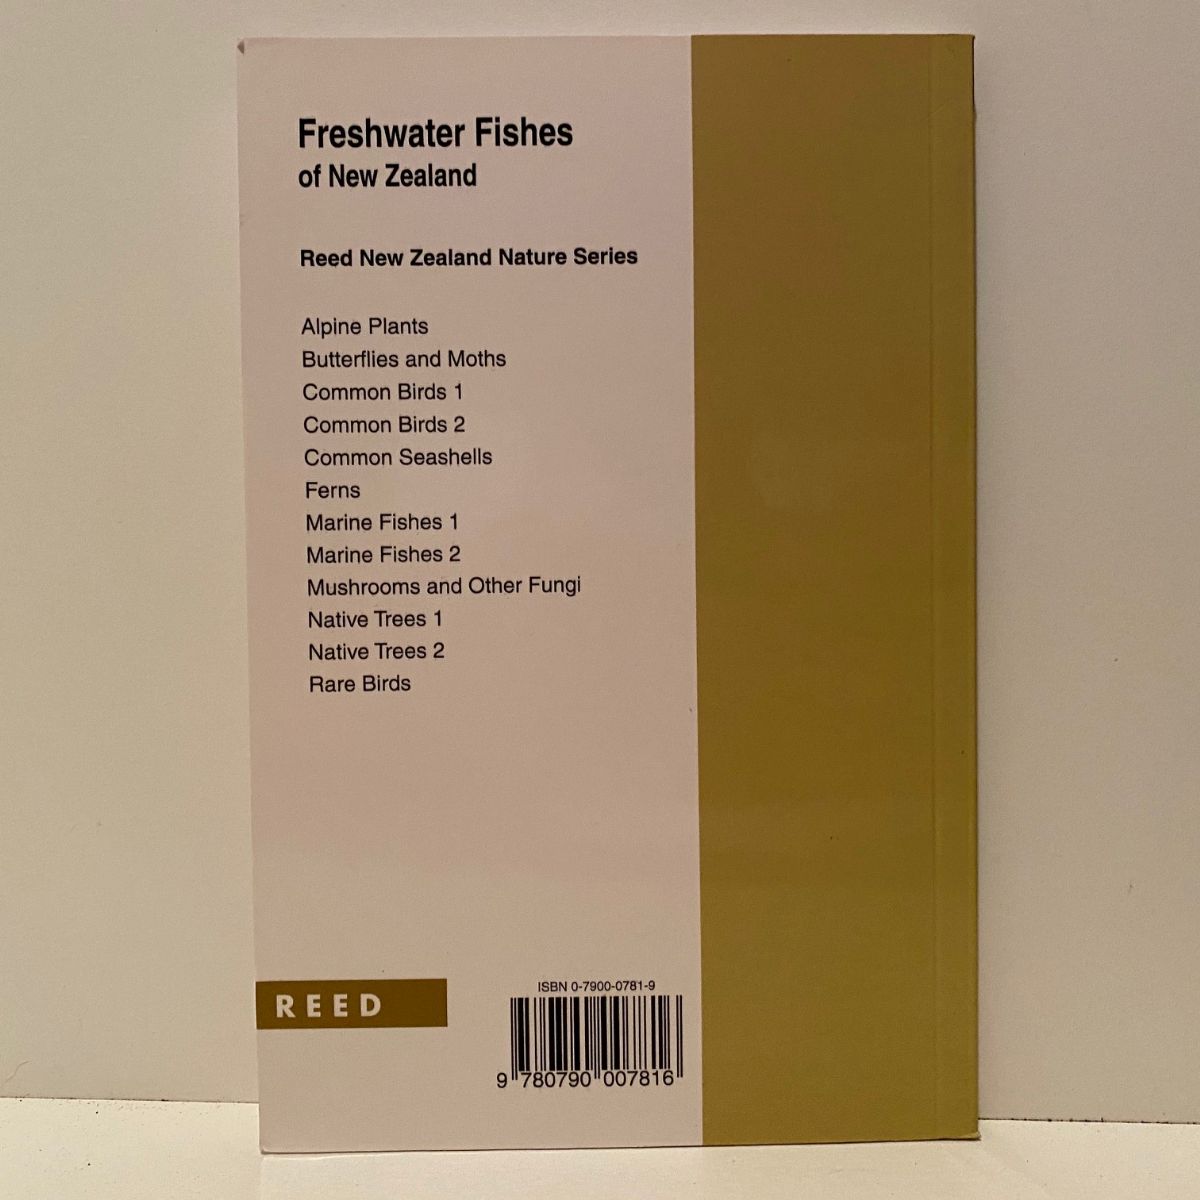 Freshwater Fishes
of New Zealand
Reed New Zealand Nature Series
Alpine Plants
Butterflies and Moths
Common Birds 1
Common Birds 2
Common Seashells
Ferns
Marine Fishes 1
Marine Fishes 2
Mushrooms and Other Fungi
Native Trees 1
Native Trees 2
Rare Birds
REED
ISBN 0-7900-0781-9
9 780790 007816